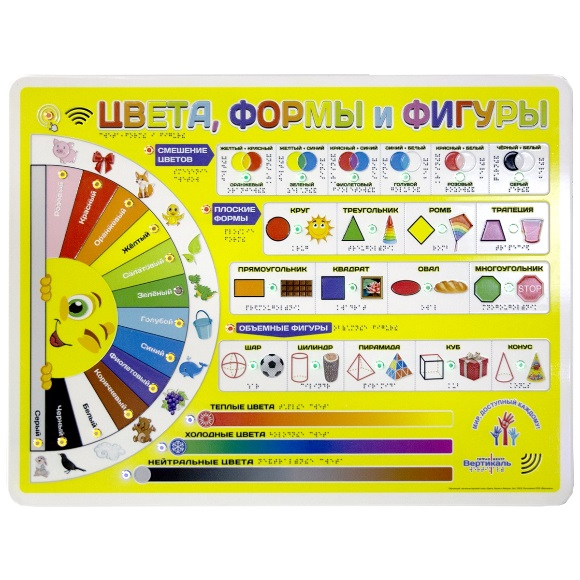 ЦВЕТА, ФОРМЫ и ФИГУРЫ
СМЕШЕНИЕ
ЦВЕТОВ
ЖЕЛТЫЙ + КРАСНЫЙ
ОРАНЖЕВЫЙ
ЖЕЛТЫЙ + СИНИЙ
ЗЕЛЕНЫЙ
КРАСНЫЙ + СИНИЙ
ФИОЛЕТОВЫЙ
СИНИЙ + БЕЛЫЙ
ГОЛУБОЙ
КРАСНЫЙ + БЕЛЫЙ
РОЗОВЫЙ
ЧЁРНЫЙ + БЕЛЫЙ
СЕРЫЙ
Розовый
Красный
Оранжевый
Жёлтый
Салатовый
Зелёный
Голубой
Синий
Фиолетовый
Коричневый
Белый
Чёрный
Серый
ПЛОСКИЕ
ФОРМЫ
КРУГ
ТРЕУГОЛЬНИК
РОМБ
ТРАПЕЦИЯ
ПРЯМОУГОЛЬНИК
КВАДРАТ
ОВАЛ
МНОГОУГОЛЬНИК
STOP
ОБЪЕМНЫЕ ФИГУРЫ
ШАР
ЦИЛИНДР
ПИРАМИДА
КУБ
КОНУС
ТЕПЛЫЕ ЦВЕТА
ХОЛОДНЫЕ ЦВЕТА
НЕЙТРАЛЬНЫЕ ЦВЕТА
МИР, ДОСТУПНЫЙ КАЖДОМУ!
Вертикаль